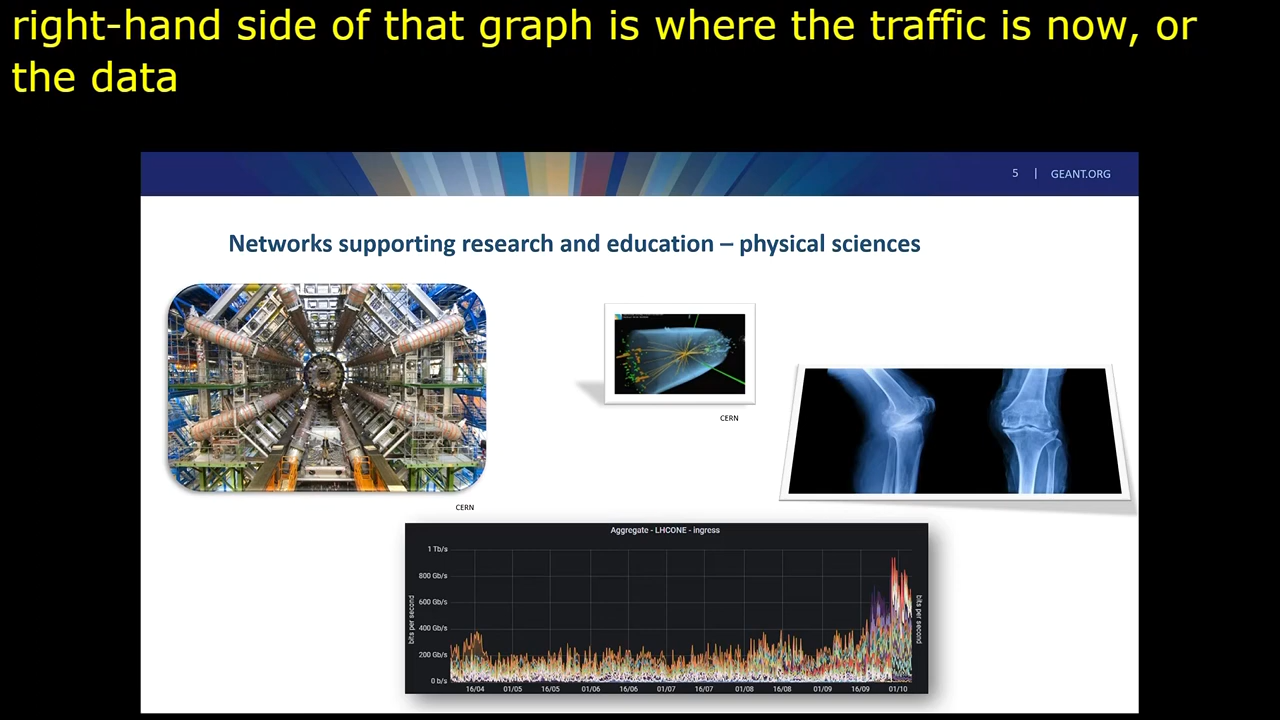 right-hand side of that graph is where the traffic is now, or
the data
5 | GEANT.ORG
Networks supporting research and education – physical sciences
CERN
CERN
Aggregate - LHCONE - ingress
1 Tb/s
800 Gb/s
600 Gb/s
400 Gb/s
200 Gb/s
0 b/s
bits per second
bits per second
16/04 01/05 16/05 01/06 16/06 01/07 16/07 01/08 16/08 01/09 16/09 01/10